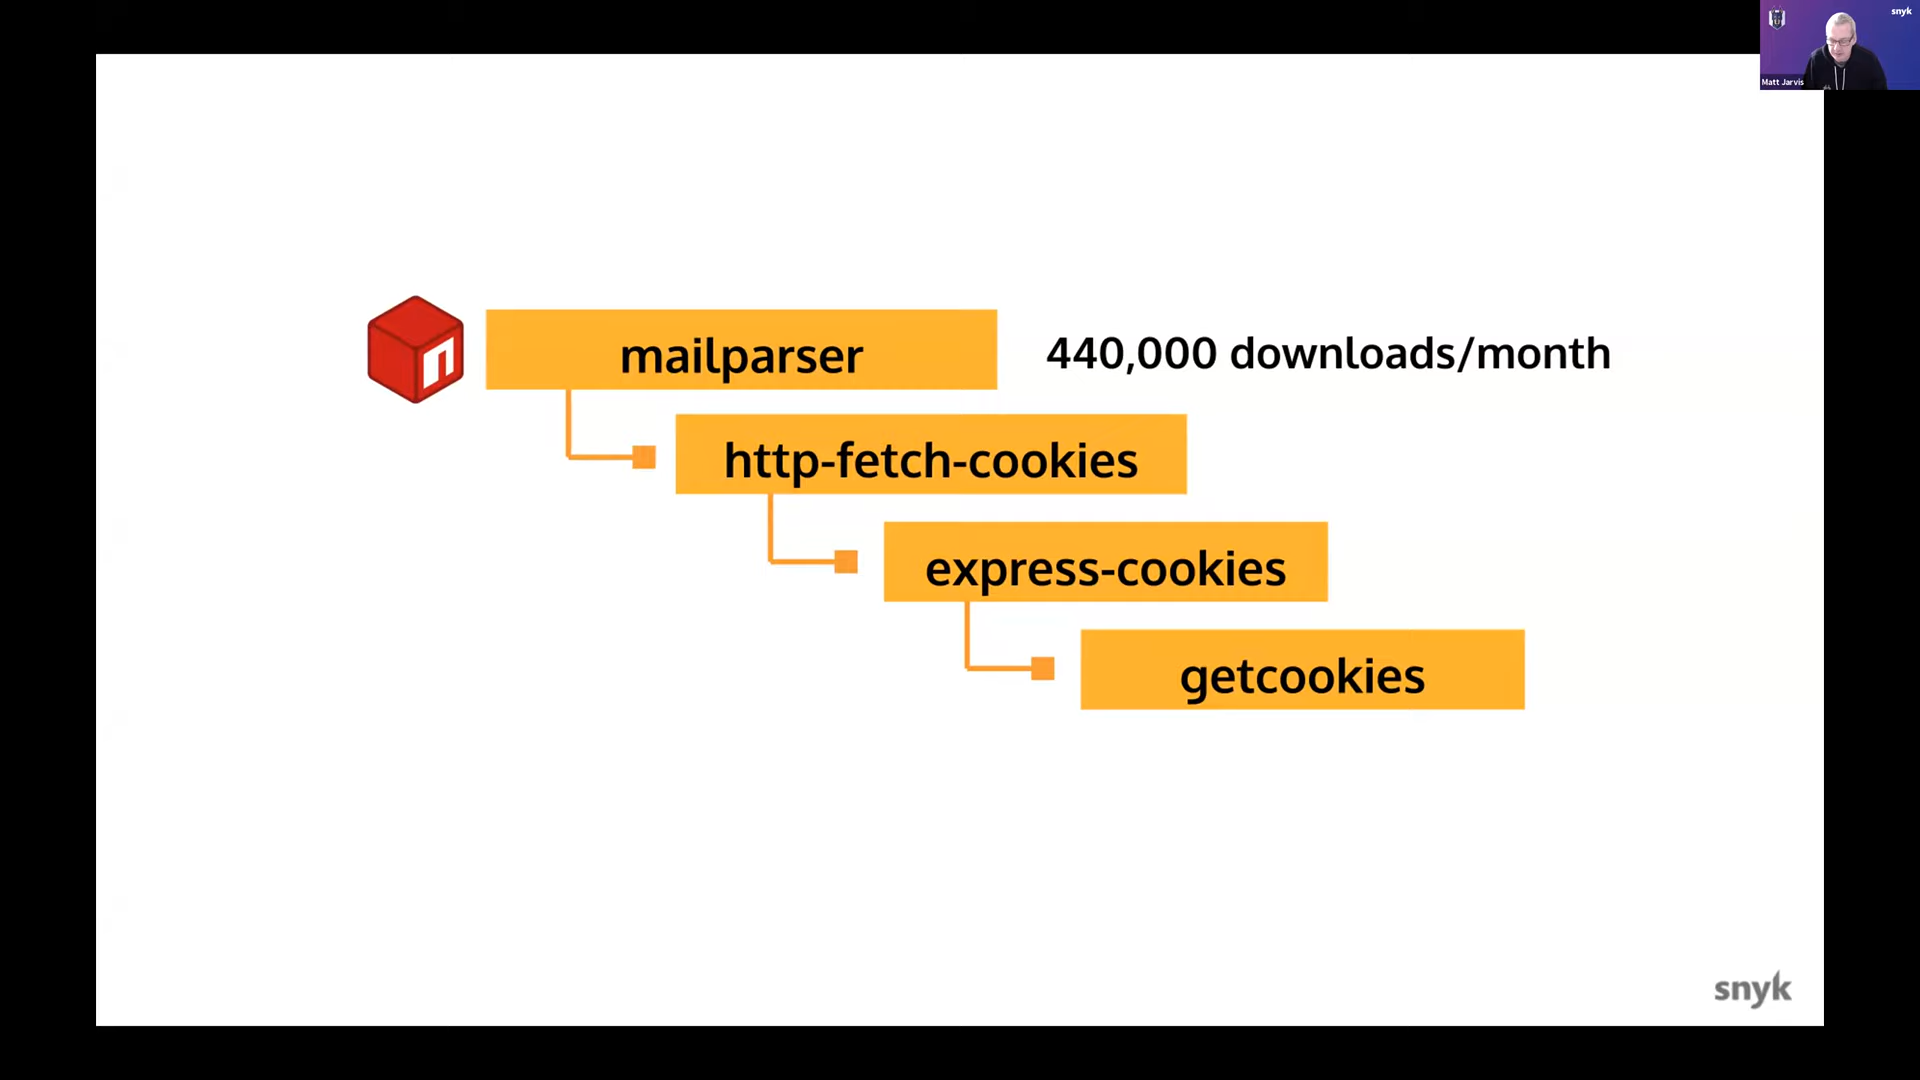 snyk
Matt Jarvis
mailparser
440,000 downloads/month
http-fetch-cookies
express-cookies
getcookies
snyk